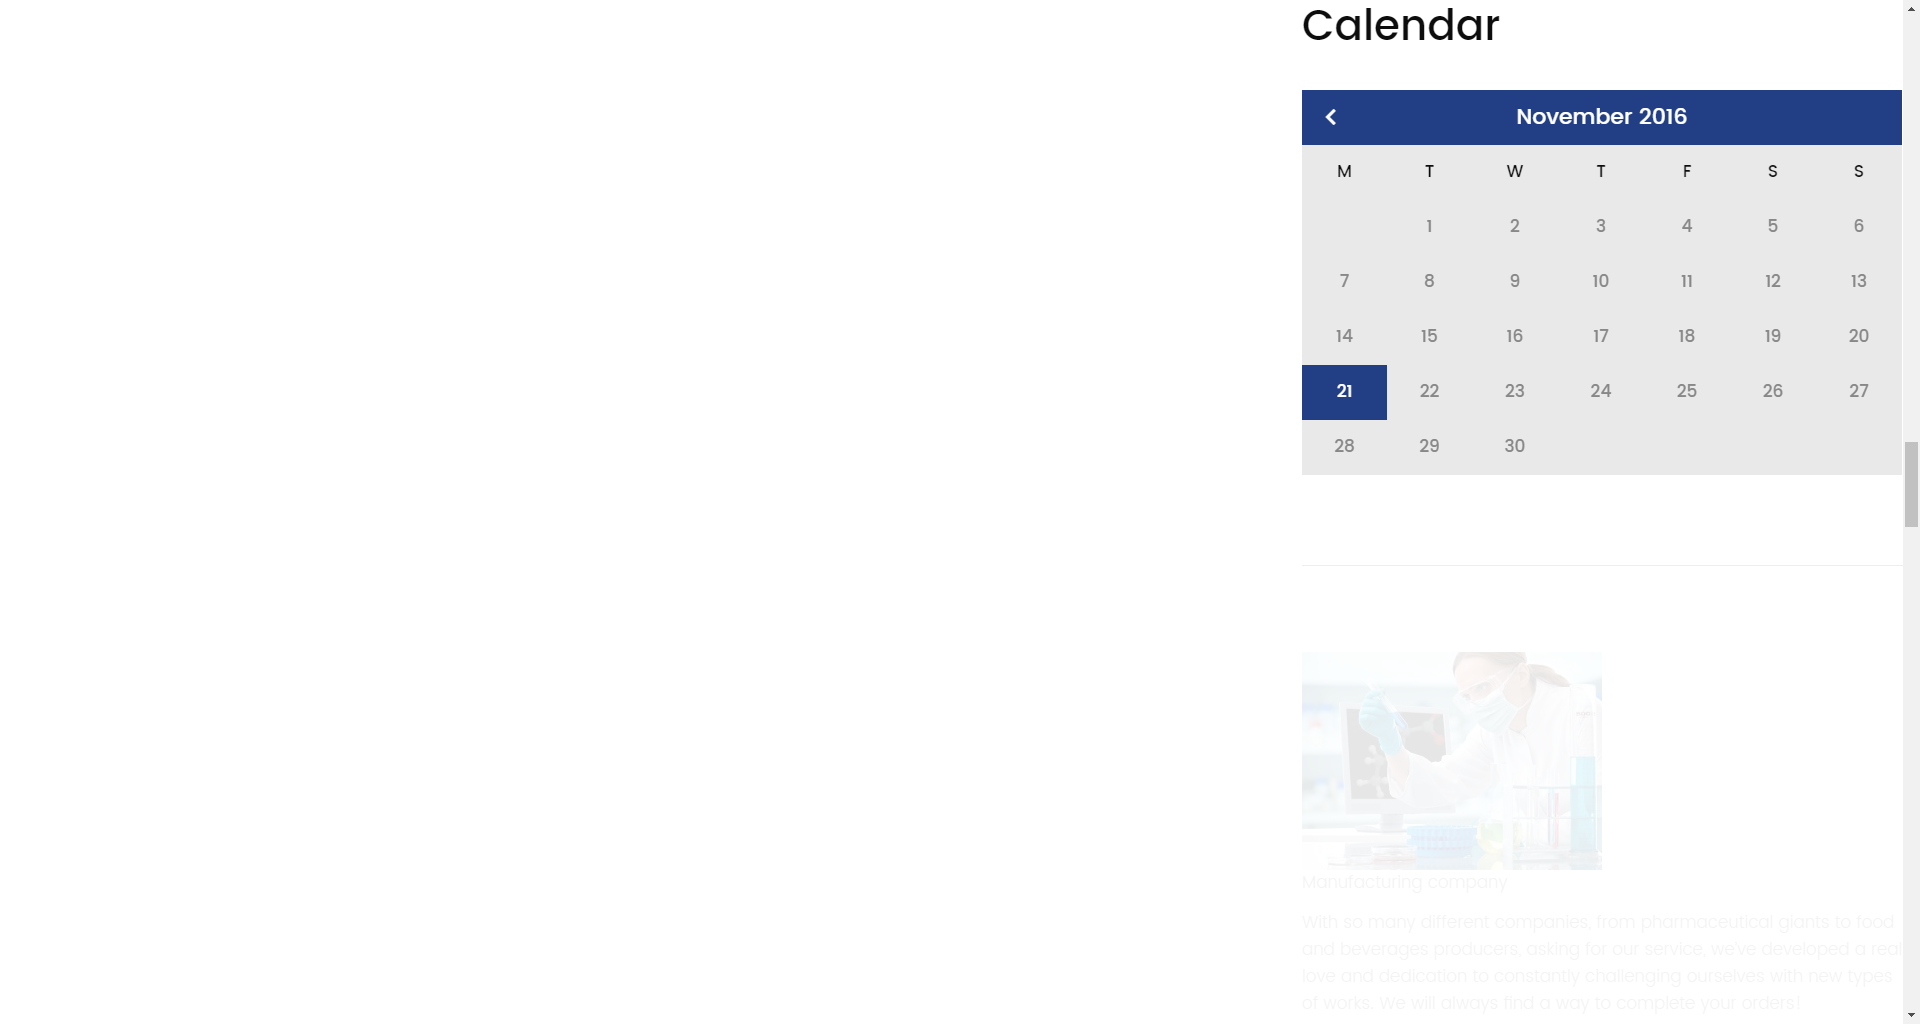 Calendar
November 2016
M T W T F S S
1 2 3 4 5 6
7 8 9 10 11 12 13
14 15 16 17 18 19 20
21 22 23 24 25 26 27
28 29 30
Manufacturing company
With so many different companies, from pharmaceutical giants to food
and beverages producers, asking for our service, we've developed a real
love and dedication to constantly challenging ourselves with new types
of works. We will always find a way to complete your orders!